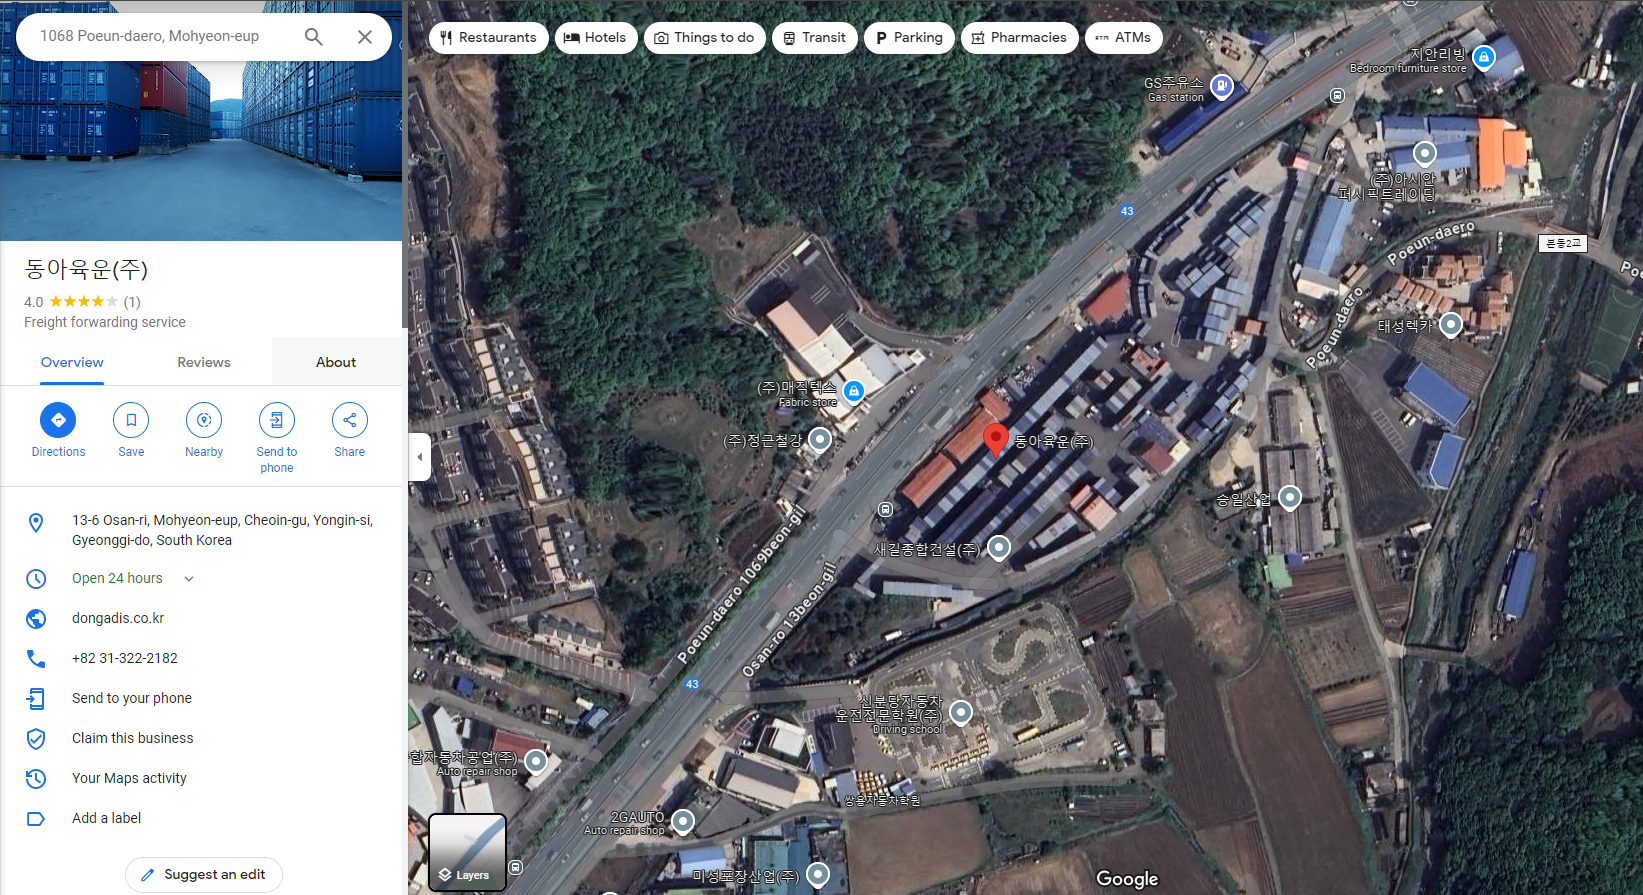 1068 Poeun-daero, Mohyeon-eup
동아육운(주)
4.0
(1)
Freight forwarding service
Overview
Reviews
About
Directions
Save
Nearby
Send to
phone
Share
13-6 Osan-ri, Mohyeon-eup, Cheoin-gu, Yongin-si,
Gyeonggi-do, South Korea
Open 24 hours
dongadis.co.kr
+82 31-322-2182
Send to your phone
Claim this business
Your Maps activity
Add a label
Suggest an edit
Restaurants
Hotels
Things to do
Transit
Parking
Pharmacies
ATMs
지안리빙
Bedroom furniture store
GS주유소
Gas station
(주)아시안
퍼시픽트레이딩
43
Poeun-daero
본동2교
Poeun-daero
태성렉카
(주)매직텍스
Fabric store
(주)정근철강
동아육운(주)
승일산업
새길종합건설(주)
Poeun-daero 1069beon-gil
Osan-ro 13beon-gil
43
신분당자동차
운전전문학원(주)
Driving school
합자동차공업(주)
Auto repair shop
쌍용자동차학원
2GAUTO
Auto repair shop
미성포장산업(주)
Layers
Google